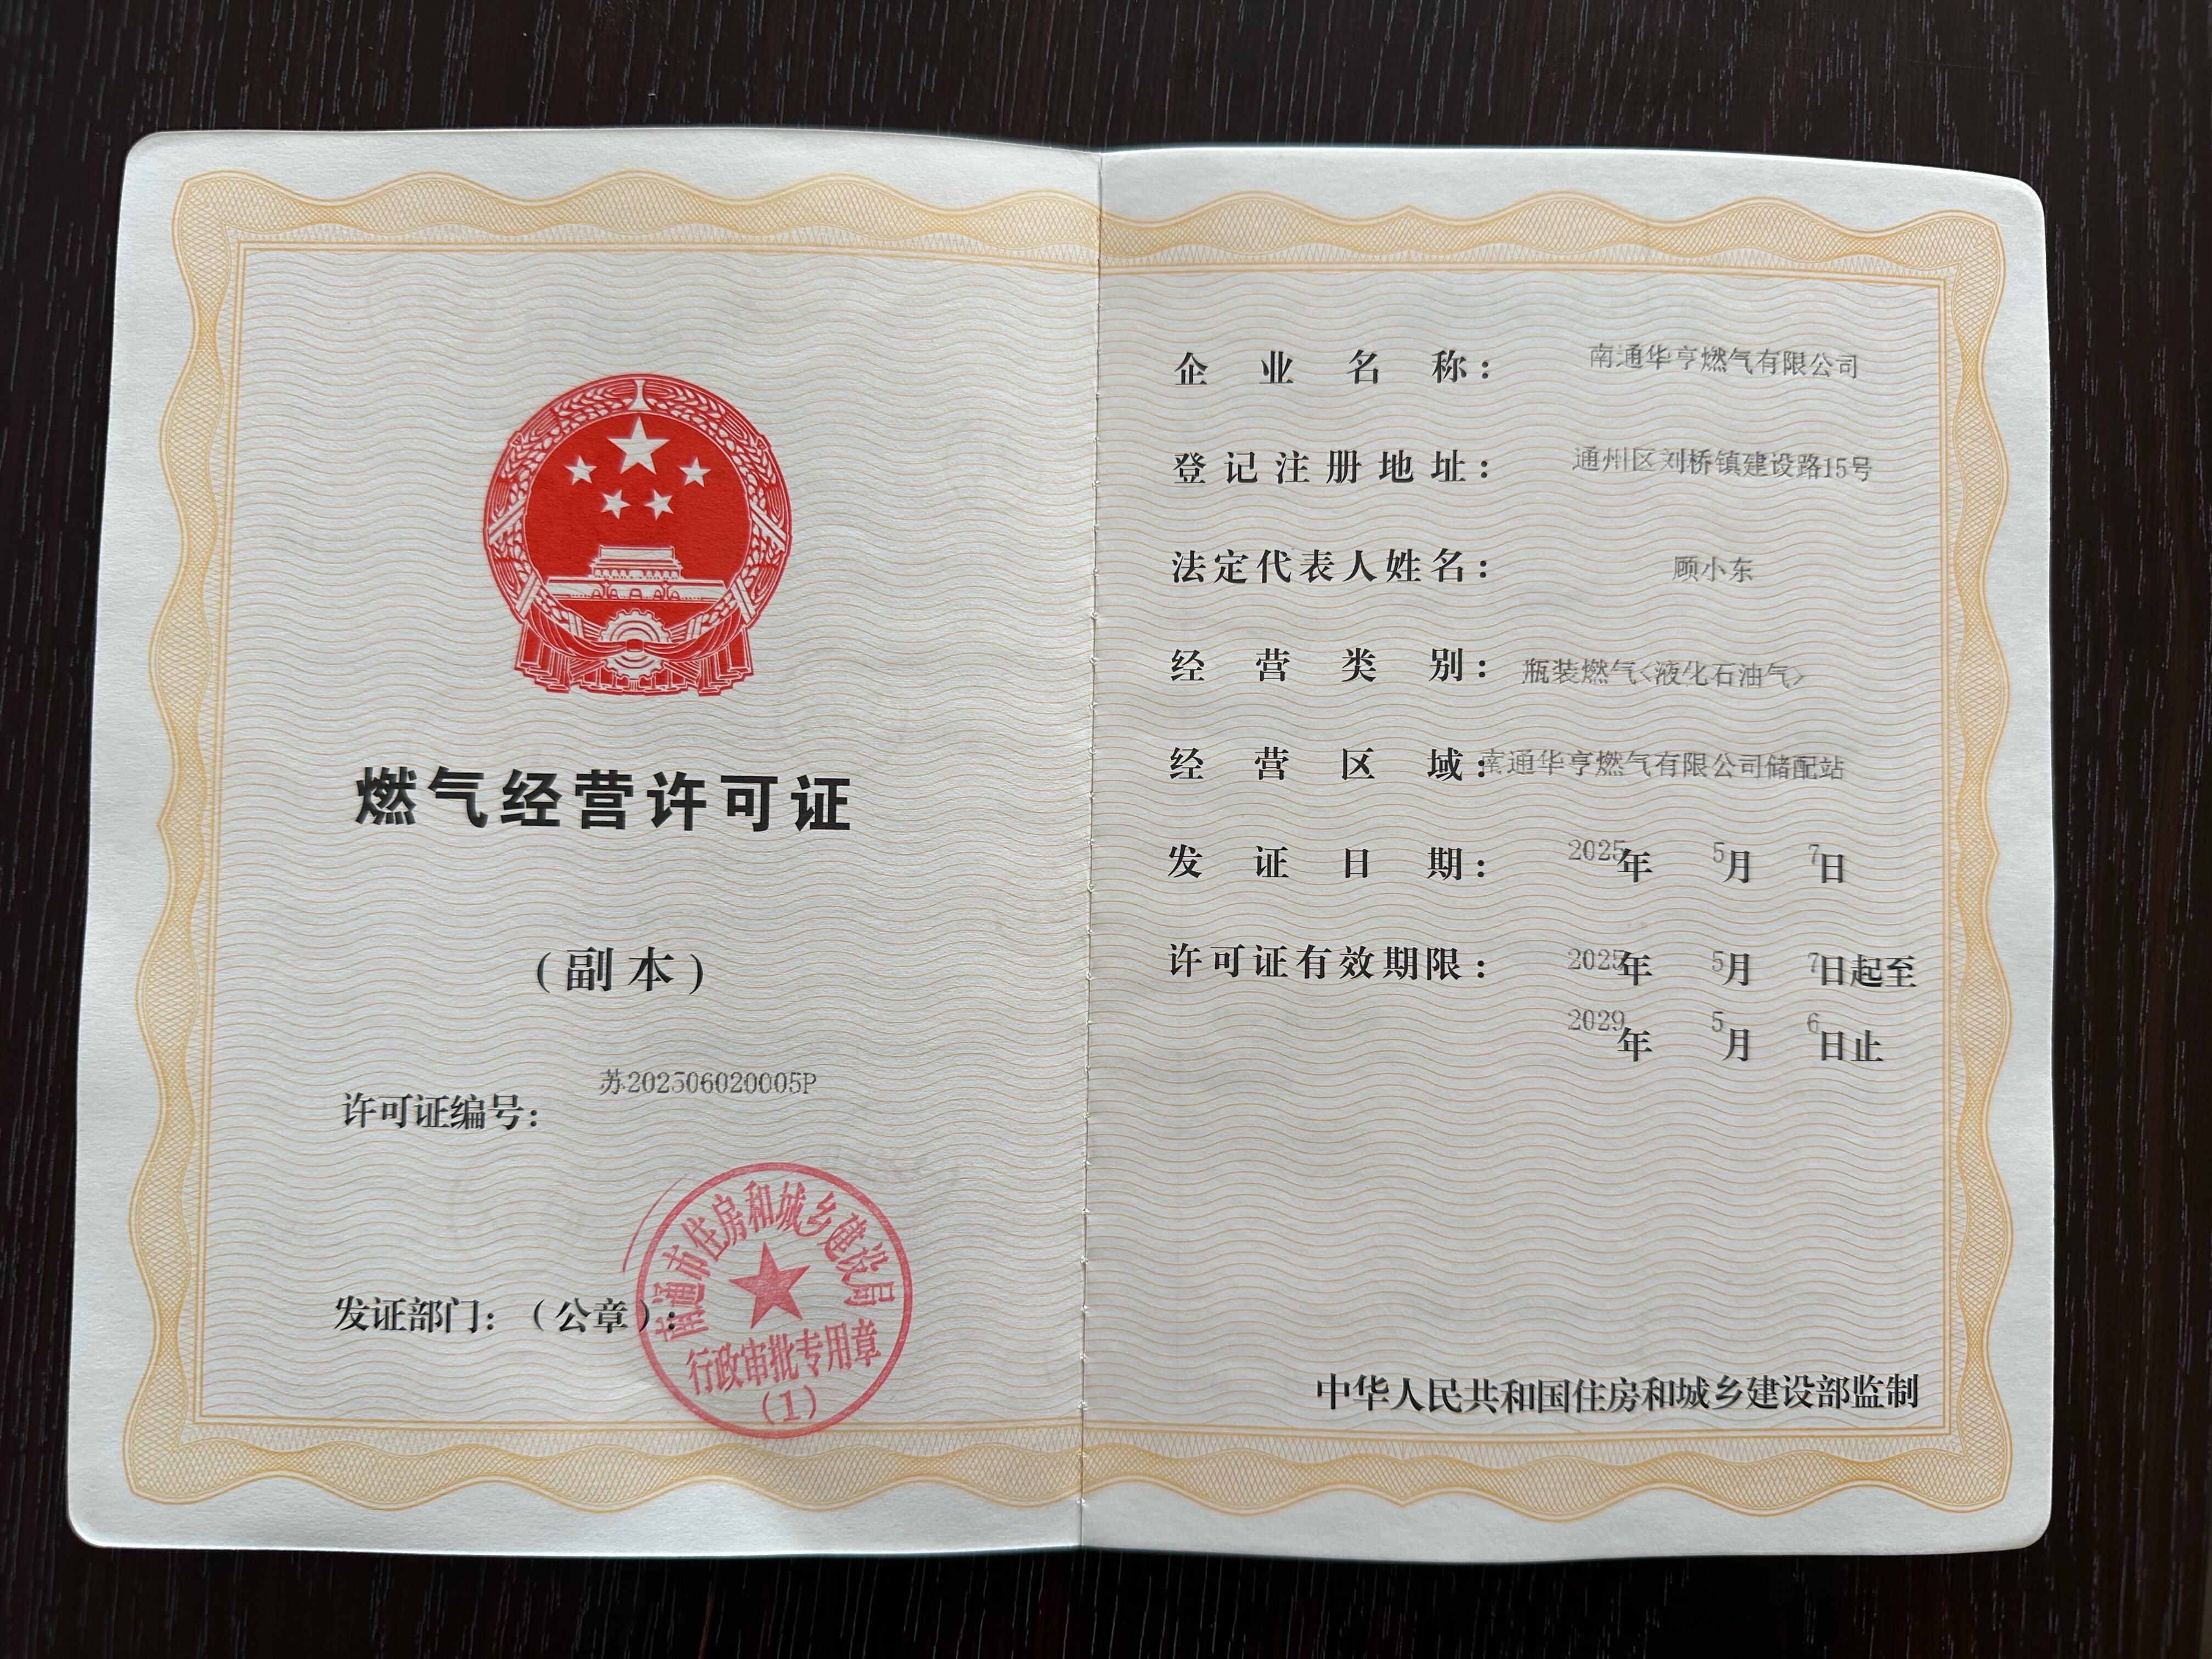 燃气经营许可证
（副本）
许可证编号：苏202506020005P
发证部门：（公章）：
南通市住房和城乡建设局
行政审批专用章
（1）
企业名称：南通华亨燃气有限公司
登记注册地址：通州区刘桥镇建设路15号
法定代表人姓名：顾小东
经营类别：瓶装燃气<液化石油气>
经营区域：南通华亨燃气有限公司储配站
发证日期：2025年5月7日
许可证有效期限：2025年5月7日起至
2029年5月6日止
中华人民共和国住房和城乡建设部监制